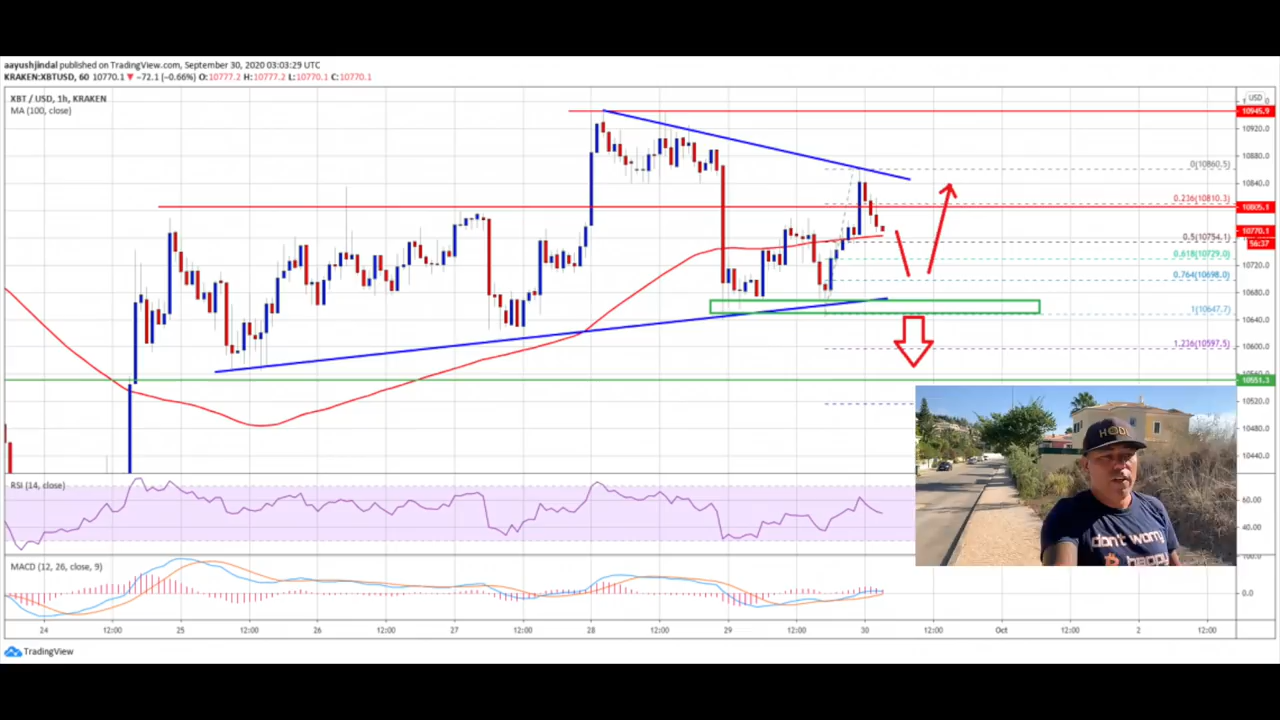 aayushjindal published on TradingView.com, September 30, 2020 03:03:29 UTC
KRAKEN:XBTUSD, 60 10770.1 ▼ −72.1 (−0.66%) O:10777.2 H:10777.2 L:10770.1 C:10770.1
XBT / USD, 1h, KRAKEN
MA (100, close)
USD
10945.9
10920.0
10880.0
0(10860.5)
10840.0
0.236(10810.3)
10805.1
10770.1
56:37
0.5(10754.1)
0.618(10729.0)
10720.0
0.764(10698.0)
10680.0
1(10647.7)
10640.0
1.236(10597.5)
10600.0
10551.3
10520.0
10480.0
10440.0
HODL
don't worry
happy
RSI (14, close)
60.00
40.00
MACD (12, 26, close, 9)
100.0
0.0
24 12:00 25 12:00 26 12:00 27 12:00 28 12:00 29 12:00 30 12:00 Oct 12:00 2 12:00
TradingView